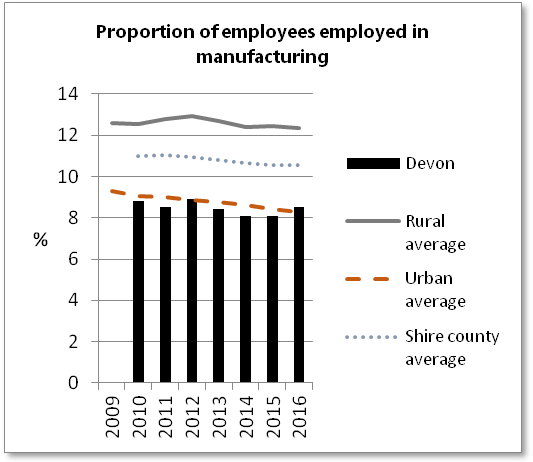 Proportion of employees employed in
manufacturing
14
12
10
8
6
4
2
0
%
2009
2010
2011
2012
2013
2014
2015
2016
Devon
Rural
average
Urban
average
Shire county
average